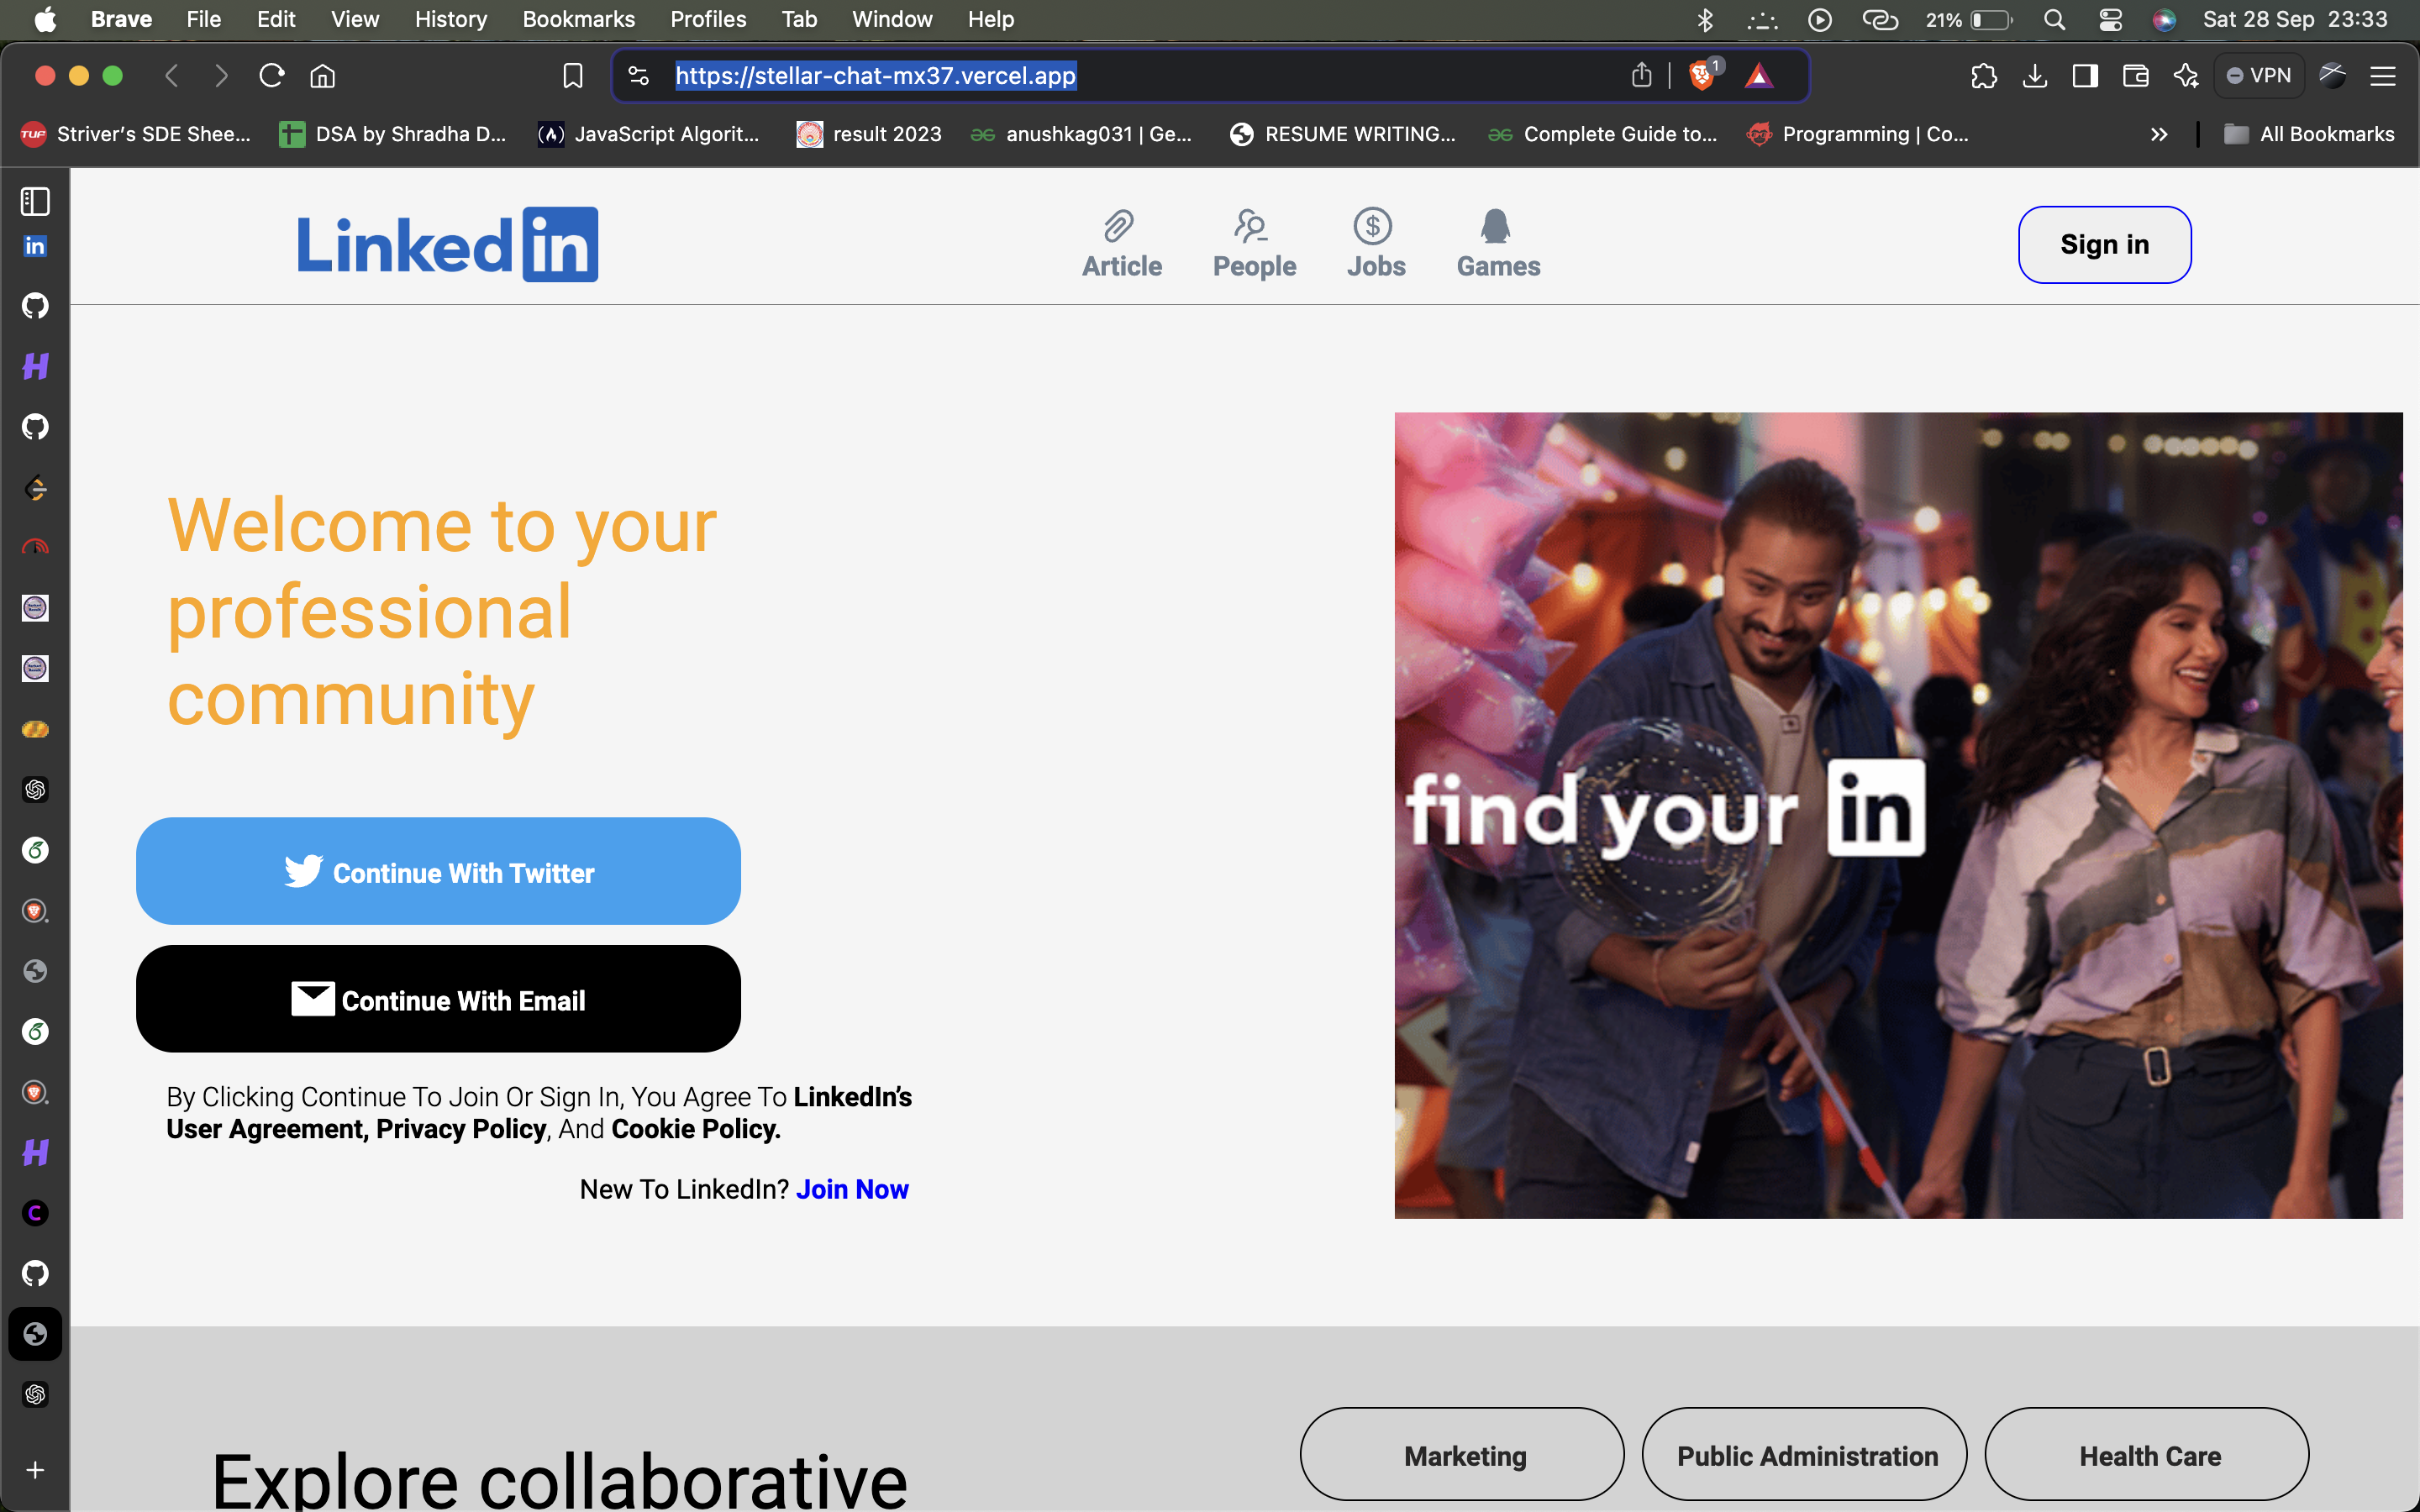 Brave File Edit View History Bookmarks Profiles Tab Window Help 21% Sat 28 Sep 23:33
https://stellar-chat-mx37.vercel.app 1 VPN
TUF Striver's SDE Shee... DSA by Shradha D... JavaScript Algorit... result 2023 anushkag031 | Ge... RESUME WRITING... Complete Guide to... Programming | Co... All Bookmarks
Linked in
Article People Jobs Games
Sign in
Welcome to your
professional
community
Continue With Twitter
Continue With Email
By Clicking Continue To Join Or Sign In, You Agree To LinkedIn's
User Agreement, Privacy Policy, And Cookie Policy.
New To LinkedIn? Join Now
find your in
Explore collaborative
Marketing Public Administration Health Care